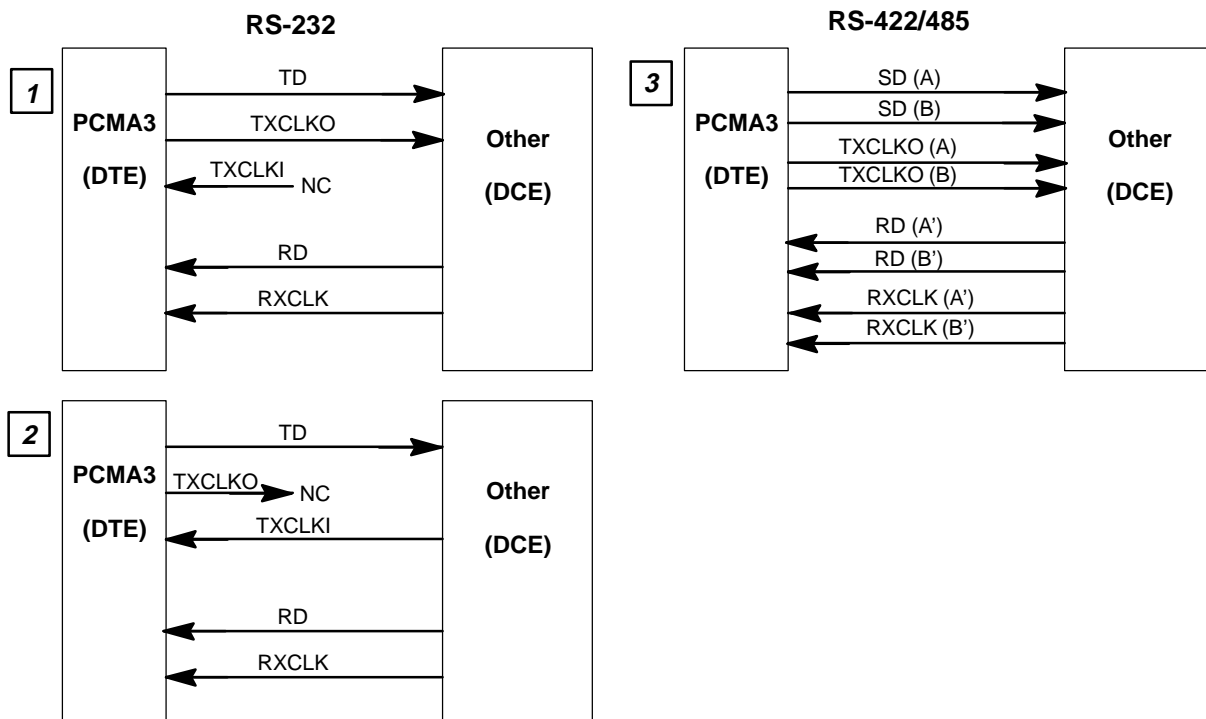 RS-232
1
PCMA3
(DTE)
TD
TXCLKO
TXCLKI
NC
RD
RXCLK
Other
(DCE)
2
PCMA3
(DTE)
TD
TXCLKO
NC
TXCLKI
RD
RXCLK
Other
(DCE)
RS-422/485
3
PCMA3
(DTE)
SD (A)
SD (B)
TXCLKO (A)
TXCLKO (B)
RD (A’)
RD (B’)
RXCLK (A’)
RXCLK (B’)
Other
(DCE)